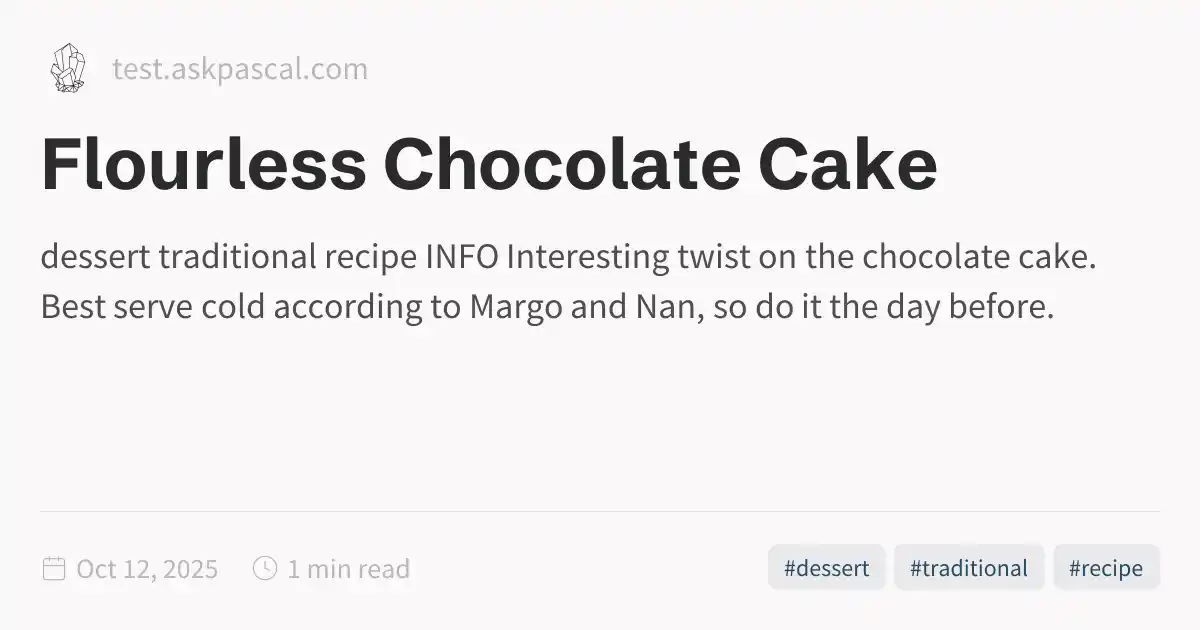 test.askpascal.com
Flourless Chocolate Cake
dessert traditional recipe INFO Interesting twist on the chocolate cake.
Best serve cold according to Margo and Nan, so do it the day before.
Oct 12, 2025 1 min read #dessert #traditional #recipe